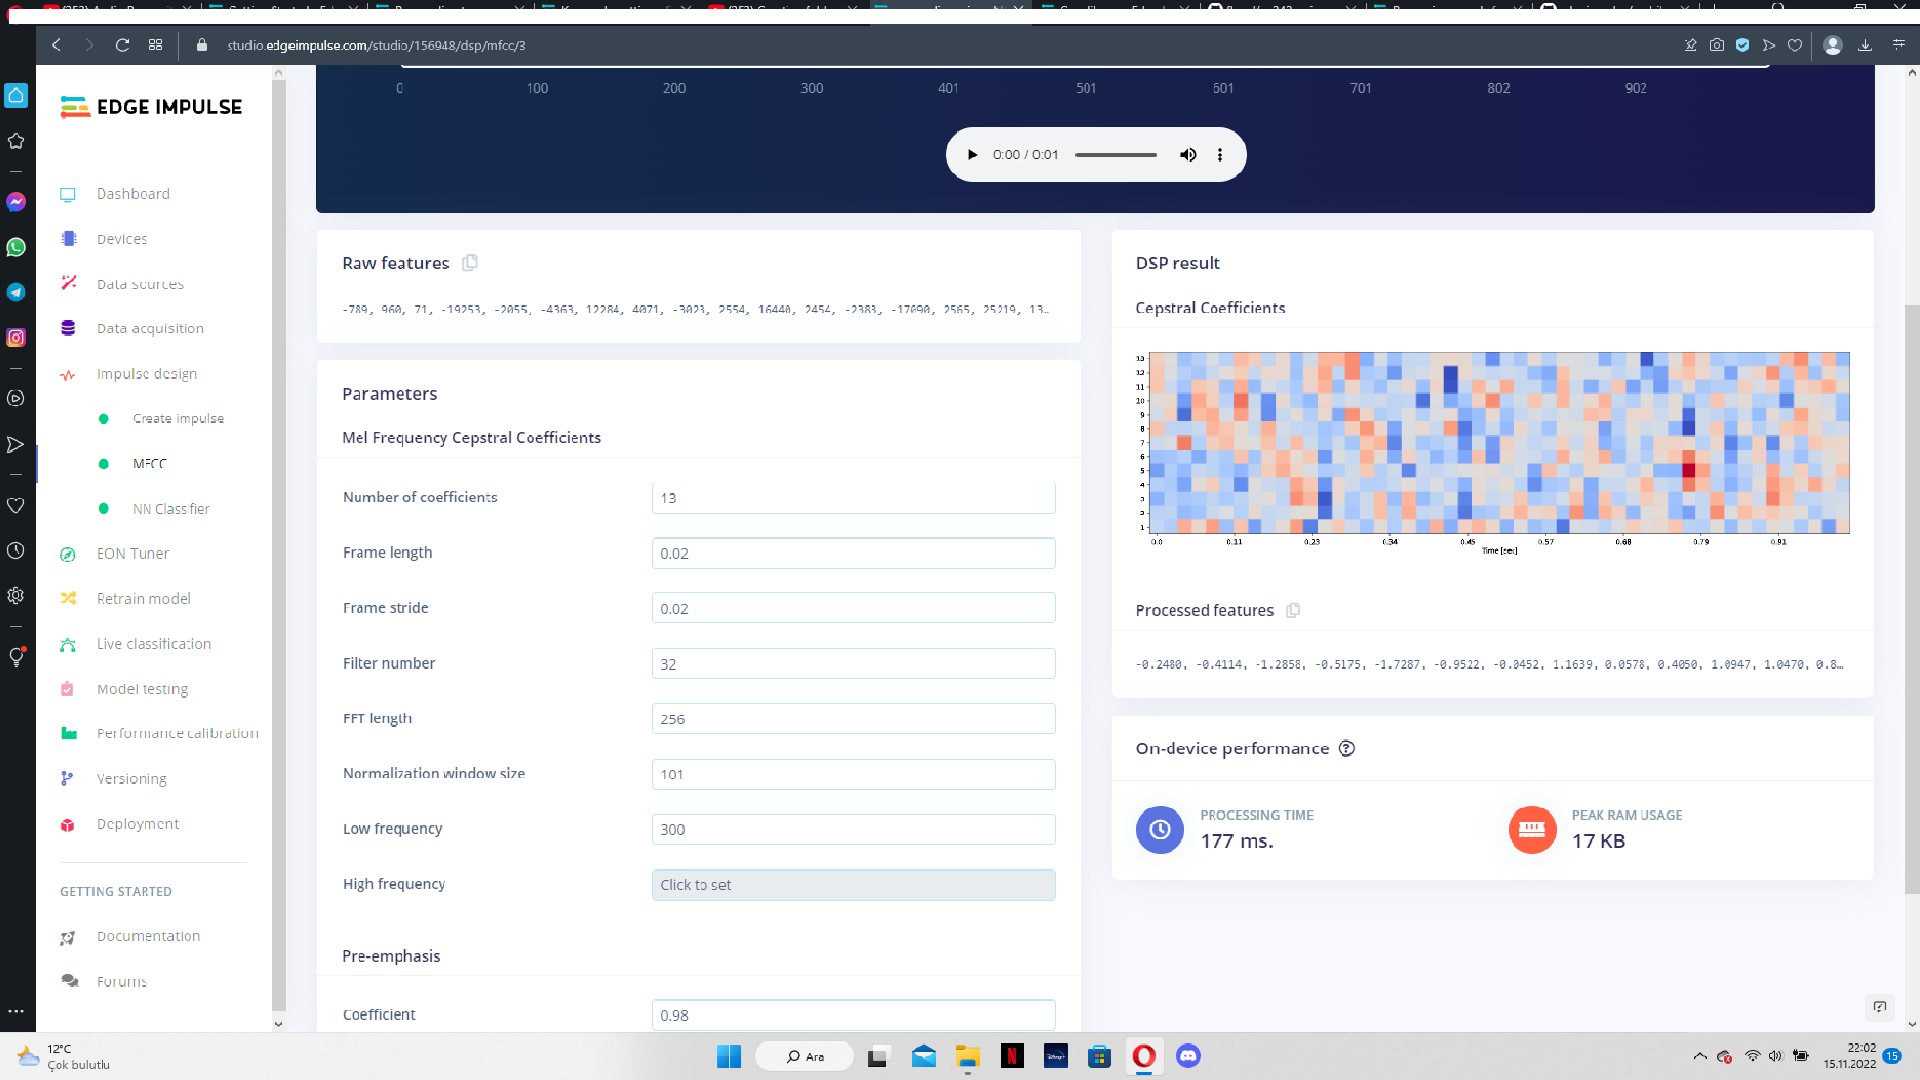 studio.edgeimpulse.com/studio/156948/dsp/mfcc/3
EDGE IMPULSE
Dashboard
Devices
Data sources
Data acquisition
Impulse design
Create impulse
MFCC
NN Classifier
EON Tuner
Retrain model
Live classification
Model testing
Performance calibration
Versioning
Deployment
GETTING STARTED
Documentation
Forums
0 100 200 300 401 501 601 701 802 902
0:00 / 0:01
Raw features
-789, 960, 71, -19253, -2055, -4363, 12284, 4071, -3023, 2554, 16440, 2454, -2383, -17090, 2565, 25219, 13...
Parameters
Mel Frequency Cepstral Coefficients
Number of coefficients 13
Frame length 0.02
Frame stride 0.02
Filter number 32
FFT length 256
Normalization window size 101
Low frequency 300
High frequency Click to set
Pre-emphasis
Coefficient 0.98
DSP result
Cepstral Coefficients
13
12
11
10
9
8
7
6
5
4
3
2
1
0.0 0.11 0.23 0.34 0.45 0.57 0.68 0.79 0.91
Time [sec]
Processed features
-0.2480, -0.4114, -1.2858, -0.5175, -1.7287, -0.9522, -0.0452, 1.1639, 0.0578, 0.4050, 1.0947, 1.0470, 0.8...
On-device performance
PROCESSING TIME
177 ms.
PEAK RAM USAGE
17 KB
12°C
Çok bulutlu
Ara
22:02
15.11.2022
15